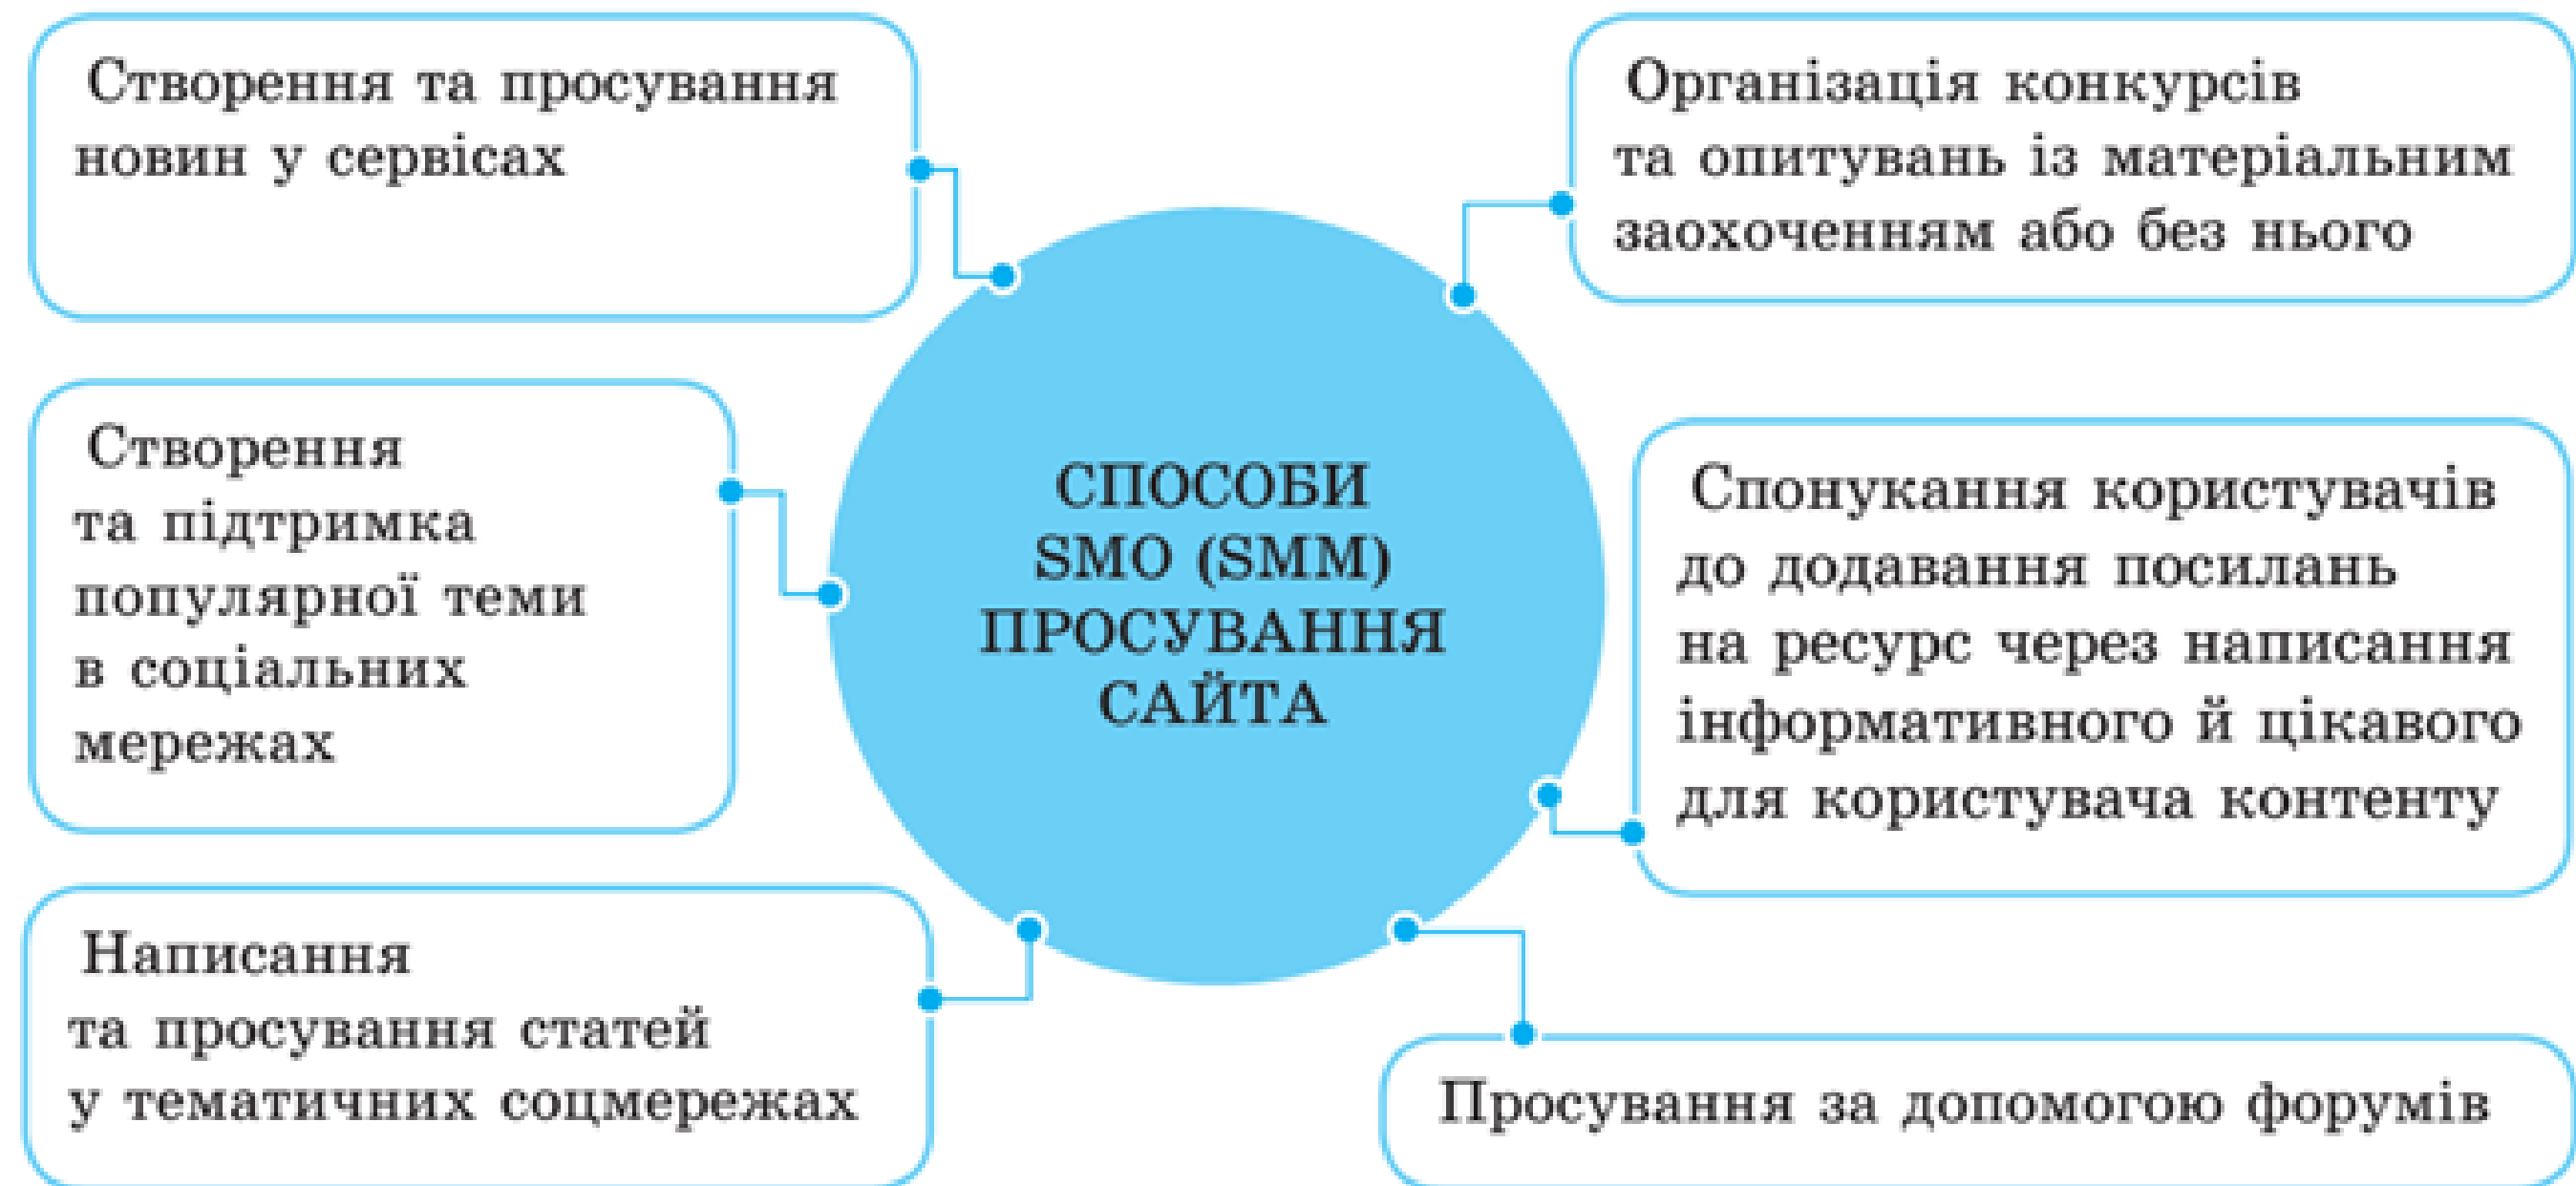 Створення та просування
новин у сервісах
Створення
та підтримка
популярної теми
в соціальних
мережах
Написання
та просування статей
у тематичних соцмережах
СПОСОБИ
SMO (SMM)
ПРОСУВАННЯ
САЙТА
Організація конкурсів
та опитувань із матеріальним
заохоченням або без нього
Спонукання користувачів
до додавання посилань
на ресурс через написання
інформативного й цікавого
для користувача контенту
Просування за допомогою форумів